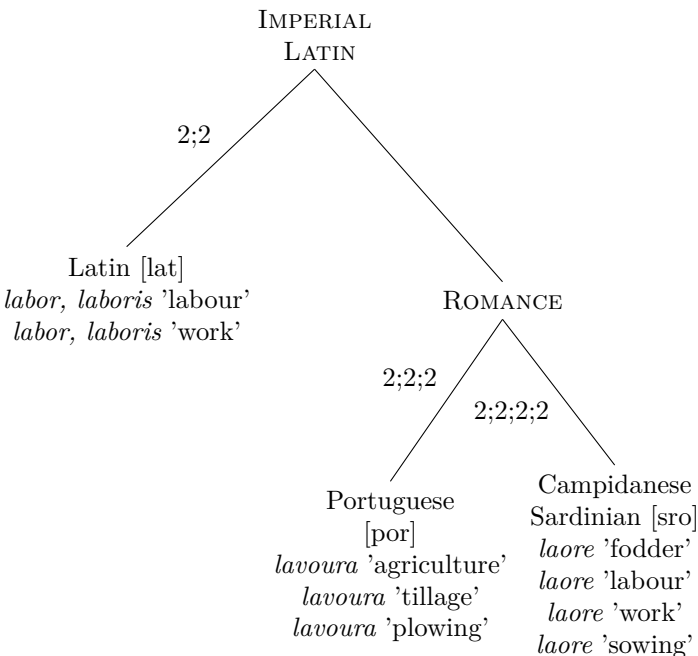 IMPERIAL
LATIN
2;2
Latin [lat]
labor, laboris 'labour'
labor, laboris 'work'
ROMANCE
2;2;2
2;2;2;2
Portuguese
[por]
lavoura 'agriculture'
lavoura 'tillage'
lavoura 'plowing'
Campidanese
Sardinian [sro]
laore 'fodder'
laore 'labour'
laore 'work'
laore 'sowing'